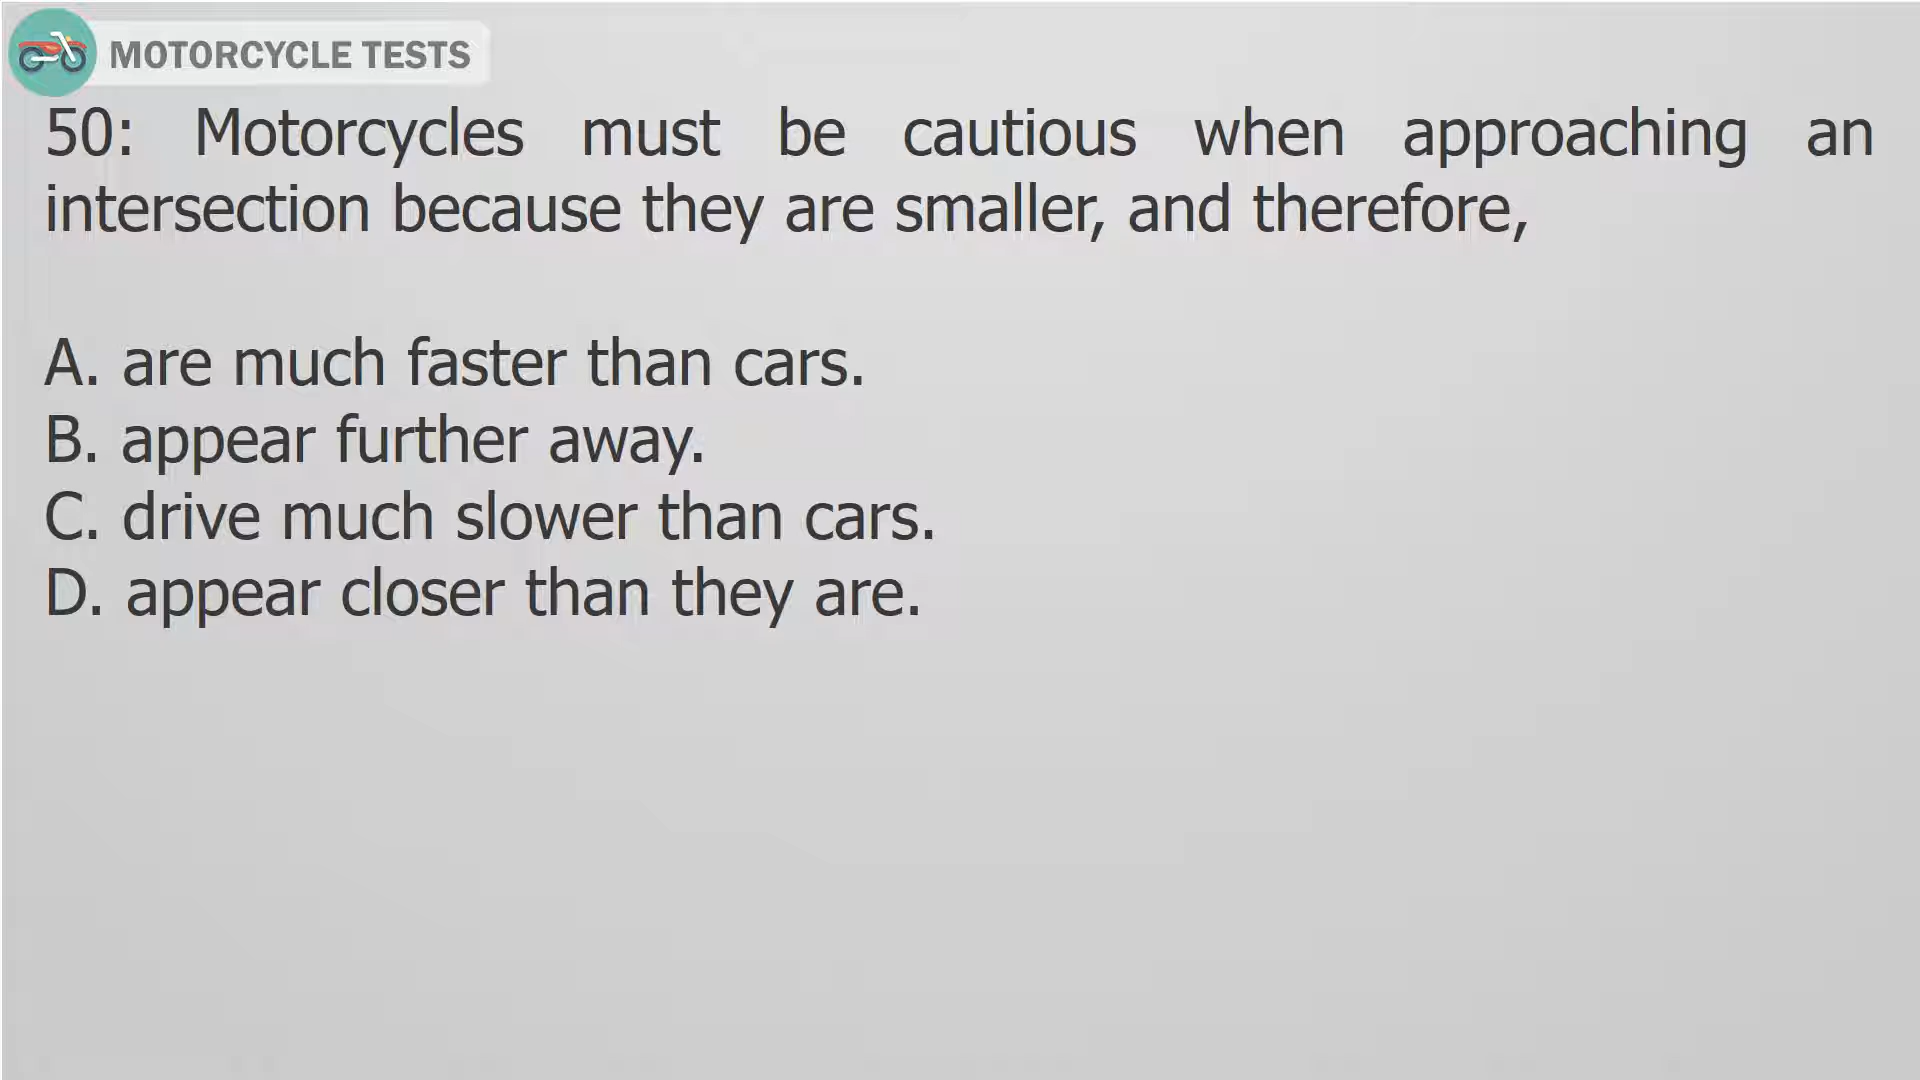 MOTORCYCLE TESTS
50: Motorcycles must be cautious when approaching an
intersection because they are smaller, and therefore,
A. are much faster than cars.
B. appear further away.
C. drive much slower than cars.
D. appear closer than they are.